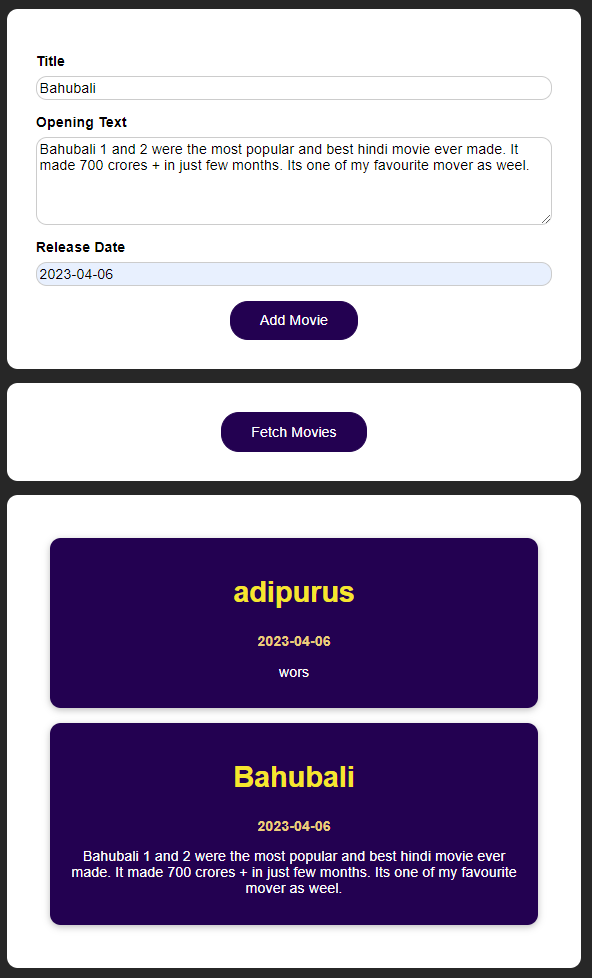 Title
Bahubali
Opening Text
Bahubali 1 and 2 were the most popular and best hindi movie ever made. It
made 700 crores + in just few months. Its one of my favourite mover as weel.
Release Date
2023-04-06
Add Movie
Fetch Movies
adipurus
2023-04-06
wors
Bahubali
2023-04-06
Bahubali 1 and 2 were the most popular and best hindi movie ever
made. It made 700 crores + in just few months. Its one of my favourite
mover as weel.